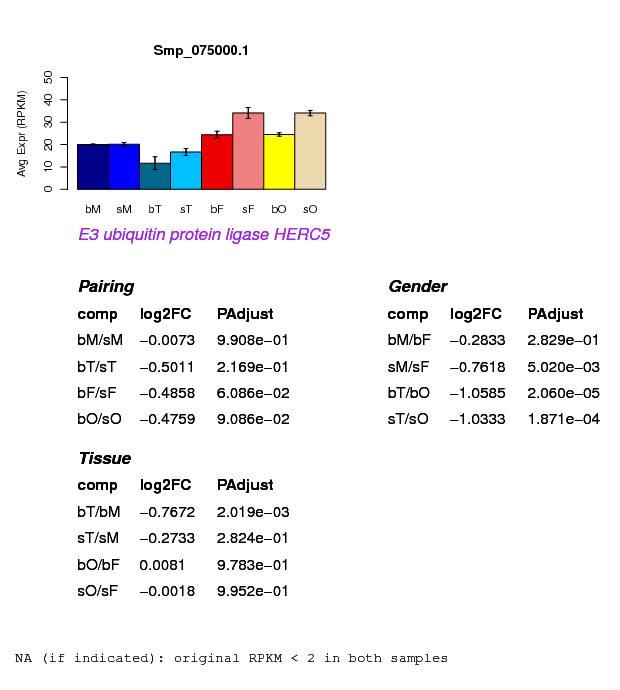 Smp_075000.1
Avg Expr (RPKM)
50
40
30
20
10
0
bM sM bT sT bF sF bO sO
E3 ubiquitin protein ligase HERC5
Pairing
comp log2FC PAdjust
bM/sM −0.0073 9.908e−01
bT/sT −0.5011 2.169e−01
bF/sF −0.4858 6.086e−02
bO/sO −0.4759 9.086e−02
Gender
comp log2FC PAdjust
bM/bF −0.2833 2.829e−01
sM/sF −0.7618 5.020e−03
bT/bO −1.0585 2.060e−05
sT/sO −1.0333 1.871e−04
Tissue
comp log2FC PAdjust
bT/bM −0.7672 2.019e−03
sT/sM −0.2733 2.824e−01
bO/bF 0.0081 9.783e−01
sO/sF −0.0018 9.952e−01
NA (if indicated): original RPKM < 2 in both samples